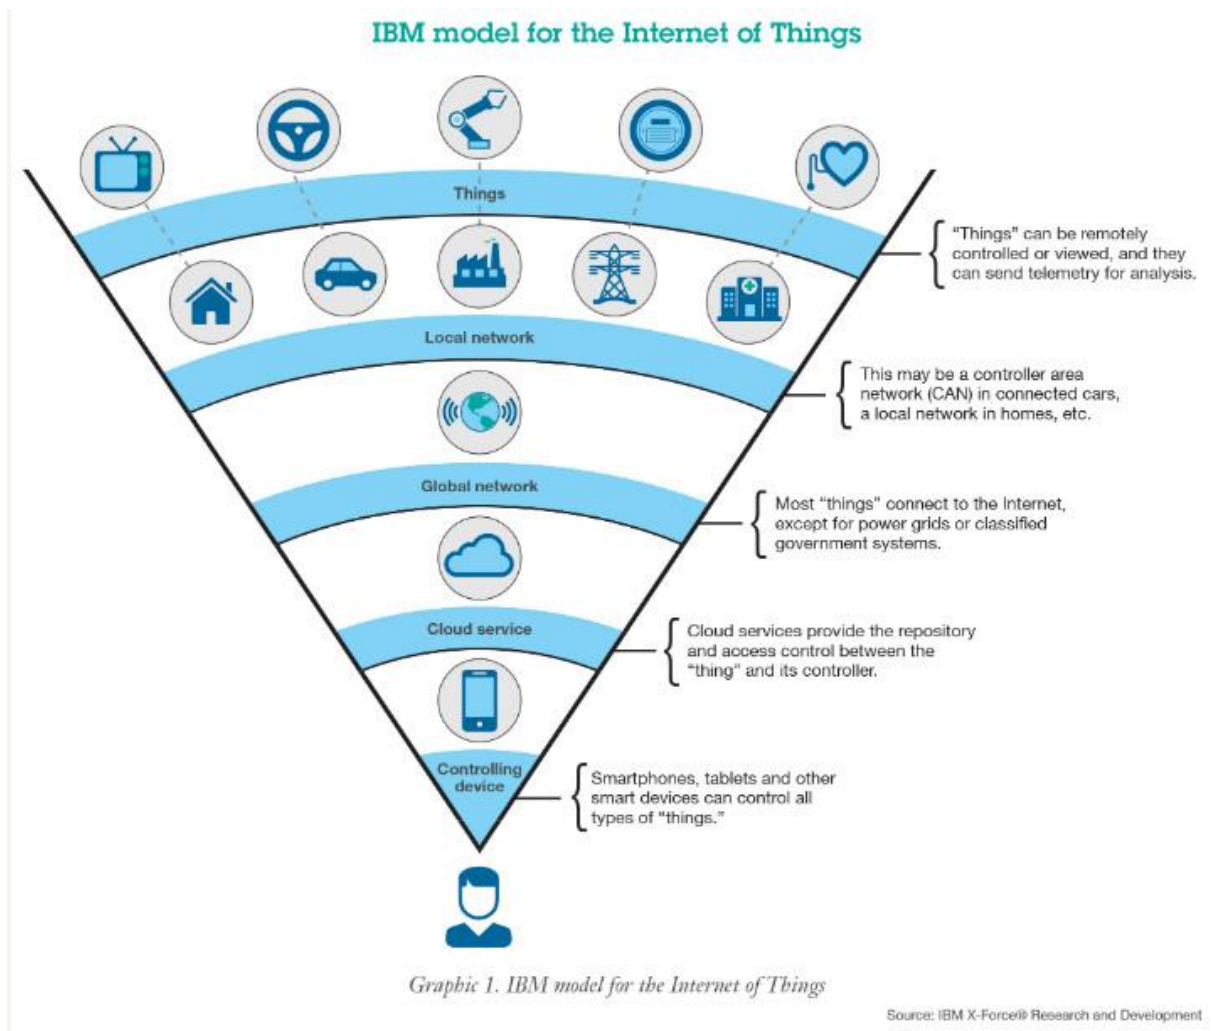 IBM model for the Internet of Things
Things
"Things" can be remotely
controlled or viewed, and they
can send telemetry for analysis.
Local network
This may be a controller area
network (CAN) in connected cars,
a local network in homes, etc.
Global network
Most "things" connect to the Internet,
except for power grids or classified
government systems.
Cloud service
Cloud services provide the repository
and access control between the
"thing" and its controller.
Controlling
device
Smartphones, tablets and other
smart devices can control all
types of "things."
Graphic 1. IBM model for the Internet of Things
Source: IBM X-Force® Research and Development